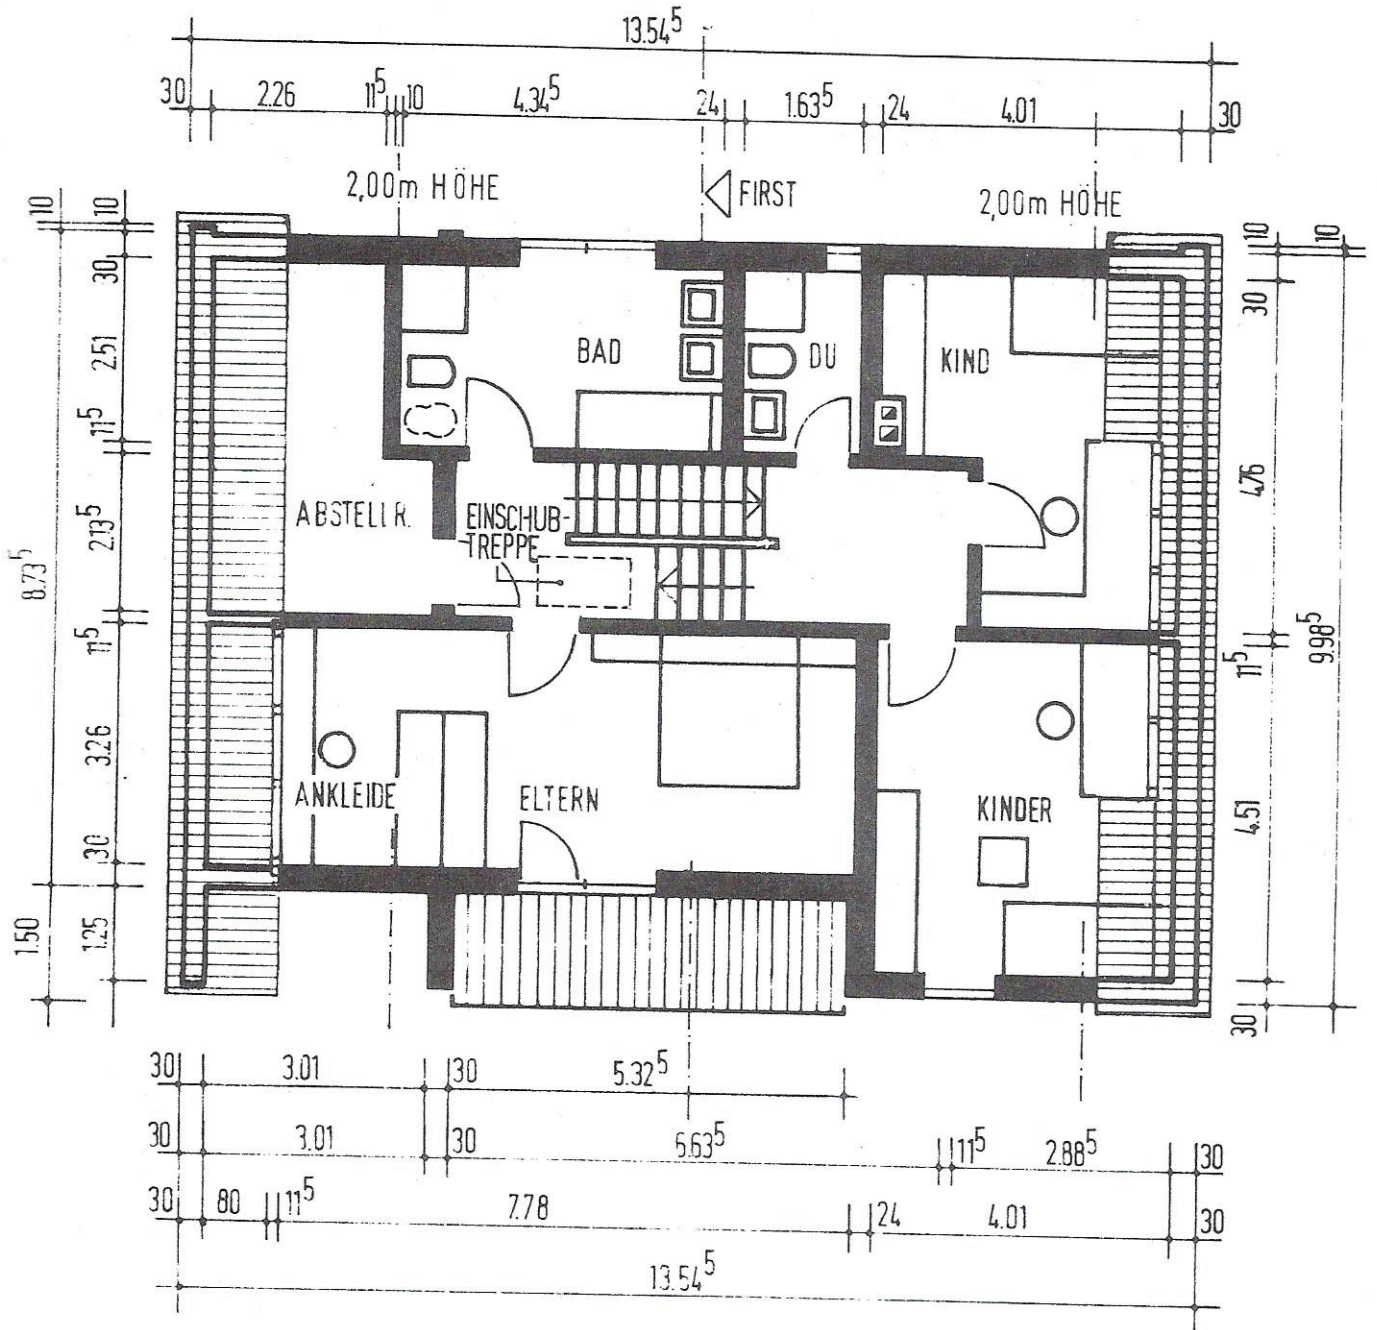 13.54⁵
30 2.26 11⁵ 10 4.34⁵ 24 1.63⁵ 24 4.01 30
2,00m HÖHE
FIRST
2,00m HÖHE
10 10
30
2.51
11⁵
2.13⁵
8.73⁵
11⁵
3.26
30
1.50
1.25
10 10
30
4.76
11⁵
9.98⁵
4.51
30
BAD
DU
KIND
ABSTELLR.
EINSCHUB-
TREPPE
ANKLEIDE
ELTERN
KINDER
30 3.01 30 5.32⁵
30 3.01 30 6.63⁵ 11⁵ 2.88⁵ 30
30 80 11⁵ 7.78 24 4.01 30
13.54⁵